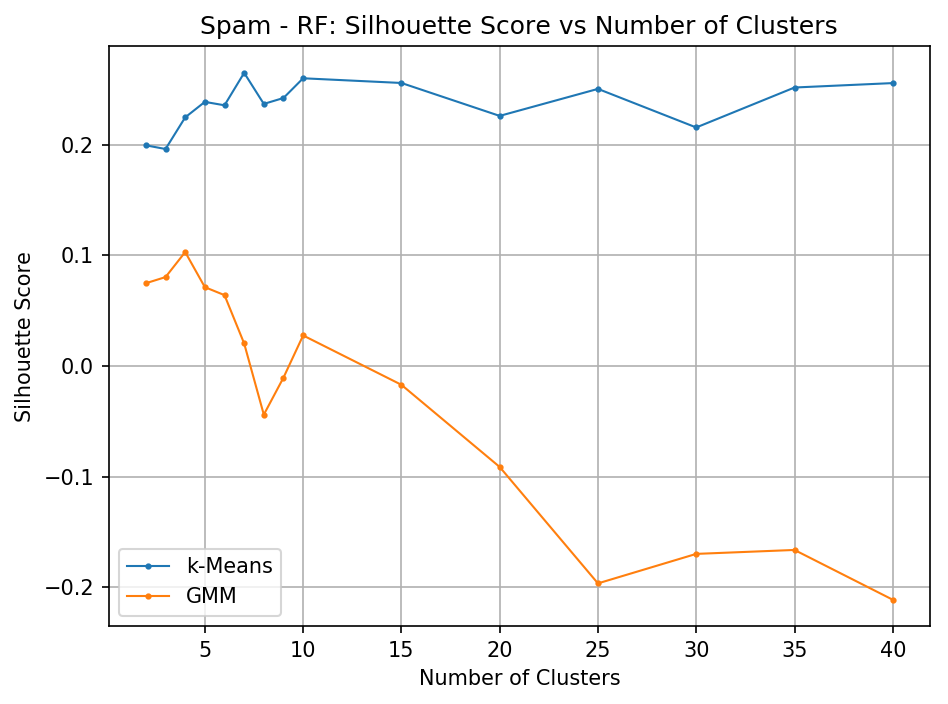 Spam - RF: Silhouette Score vs Number of Clusters
Silhouette Score
0.2
0.1
0.0
−0.1
−0.2
k-Means
GMM
5 10 15 20 25 30 35 40
Number of Clusters